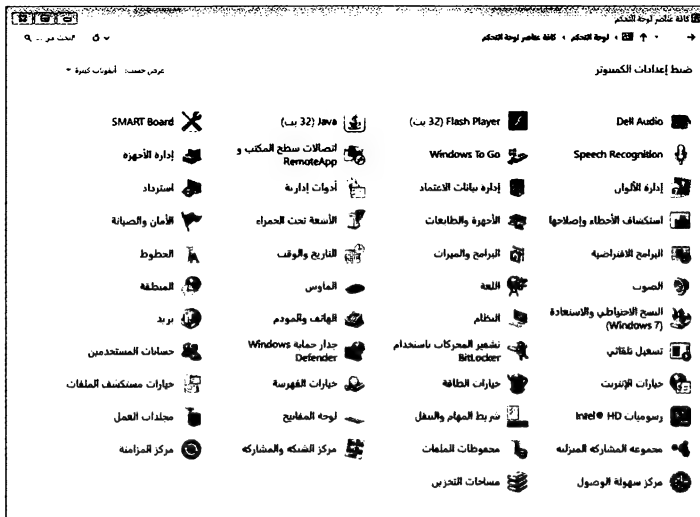 كافة عناصر لوحة التحكم
لوحة التحكم › كافة عناصر لوحة التحكم
ضبط إعدادات الكمبيوتر
عرض حسب: أيقونات كبيرة
Dell Audio
Flash Player (32 بت)
Java (32 بت)
SMART Board
Speech Recognition
Windows To Go
اتصالات سطح المكتب و
RemoteApp
إدارة الأجهزة
إدارة الألوان
إدارة بيانات الاعتماد
أدوات إدارية
استرداد
استكشاف الأخطاء وإصلاحها
الأجهزة والطابعات
الأشعة تحت الحمراء
الأمان والصيانة
البرامج الافتراضية
البرامج والميزات
التاريخ والوقت
الخطوط
الصوت
اللغة
الماوس
المنطقة
النسخ الاحتياطي والاستعادة
(Windows 7)
النظام
الهاتف والمودم
بريد
تشغيل تلقائي
تشفير المحركات باستخدام
BitLocker
جدار حماية Windows
Defender
حسابات المستخدمين
خيارات الإنترنت
خيارات الطاقة
خيارات الفهرسة
خيارات مستكشف الملفات
رسوميات Intel® HD
شريط المهام والتنقل
لوحة المفاتيح
مجلدات العمل
مجموعة المشاركة المنزلية
محفوظات الملفات
مركز الشبكة والمشاركة
مركز المزامنة
مركز سهولة الوصول
مساحات التخزين